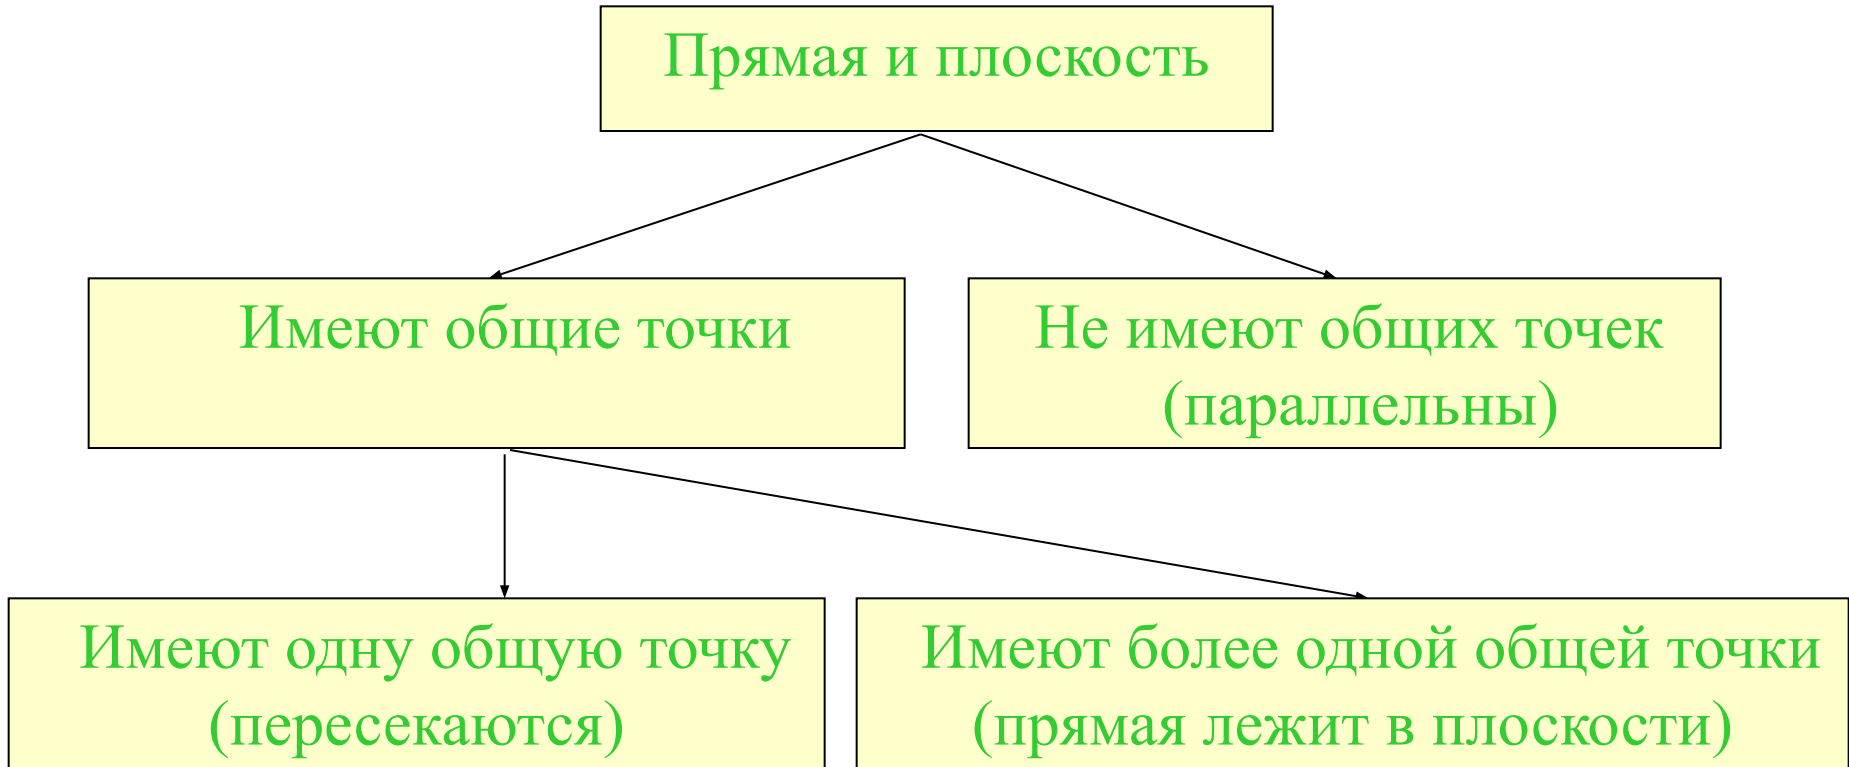 Прямая и плоскость
Имеют общие точки
Не имеют общих точек
(параллельны)
Имеют одну общую точку
(пересекаются)
Имеют более одной общей точки
(прямая лежит в плоскости)